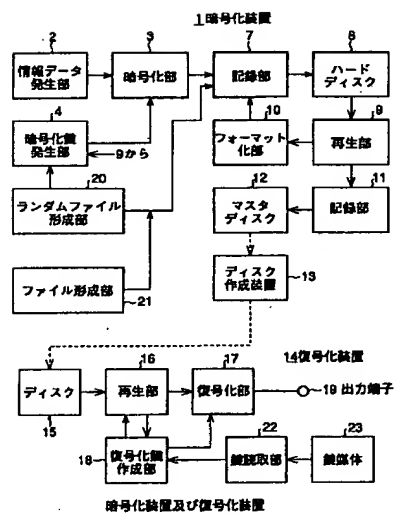 1暗号化装置
2
情報データ
発生部
3
暗号化部
7
記録部
8
ハード
ディスク
4
暗号化鍵
発生部
9から
10
フォーマット
化部
9
再生部
20
ランダムファイル
形成部
12
マスタ
ディスク
11
記録部
ファイル形成部
21
ディスク
作成装置
13
14復号化装置
ディスク
15
16
再生部
17
復号化部
19 出力端子
18
復号化鍵
作成部
22
鍵読取部
23
鍵媒体
暗号化装置及び復号化装置